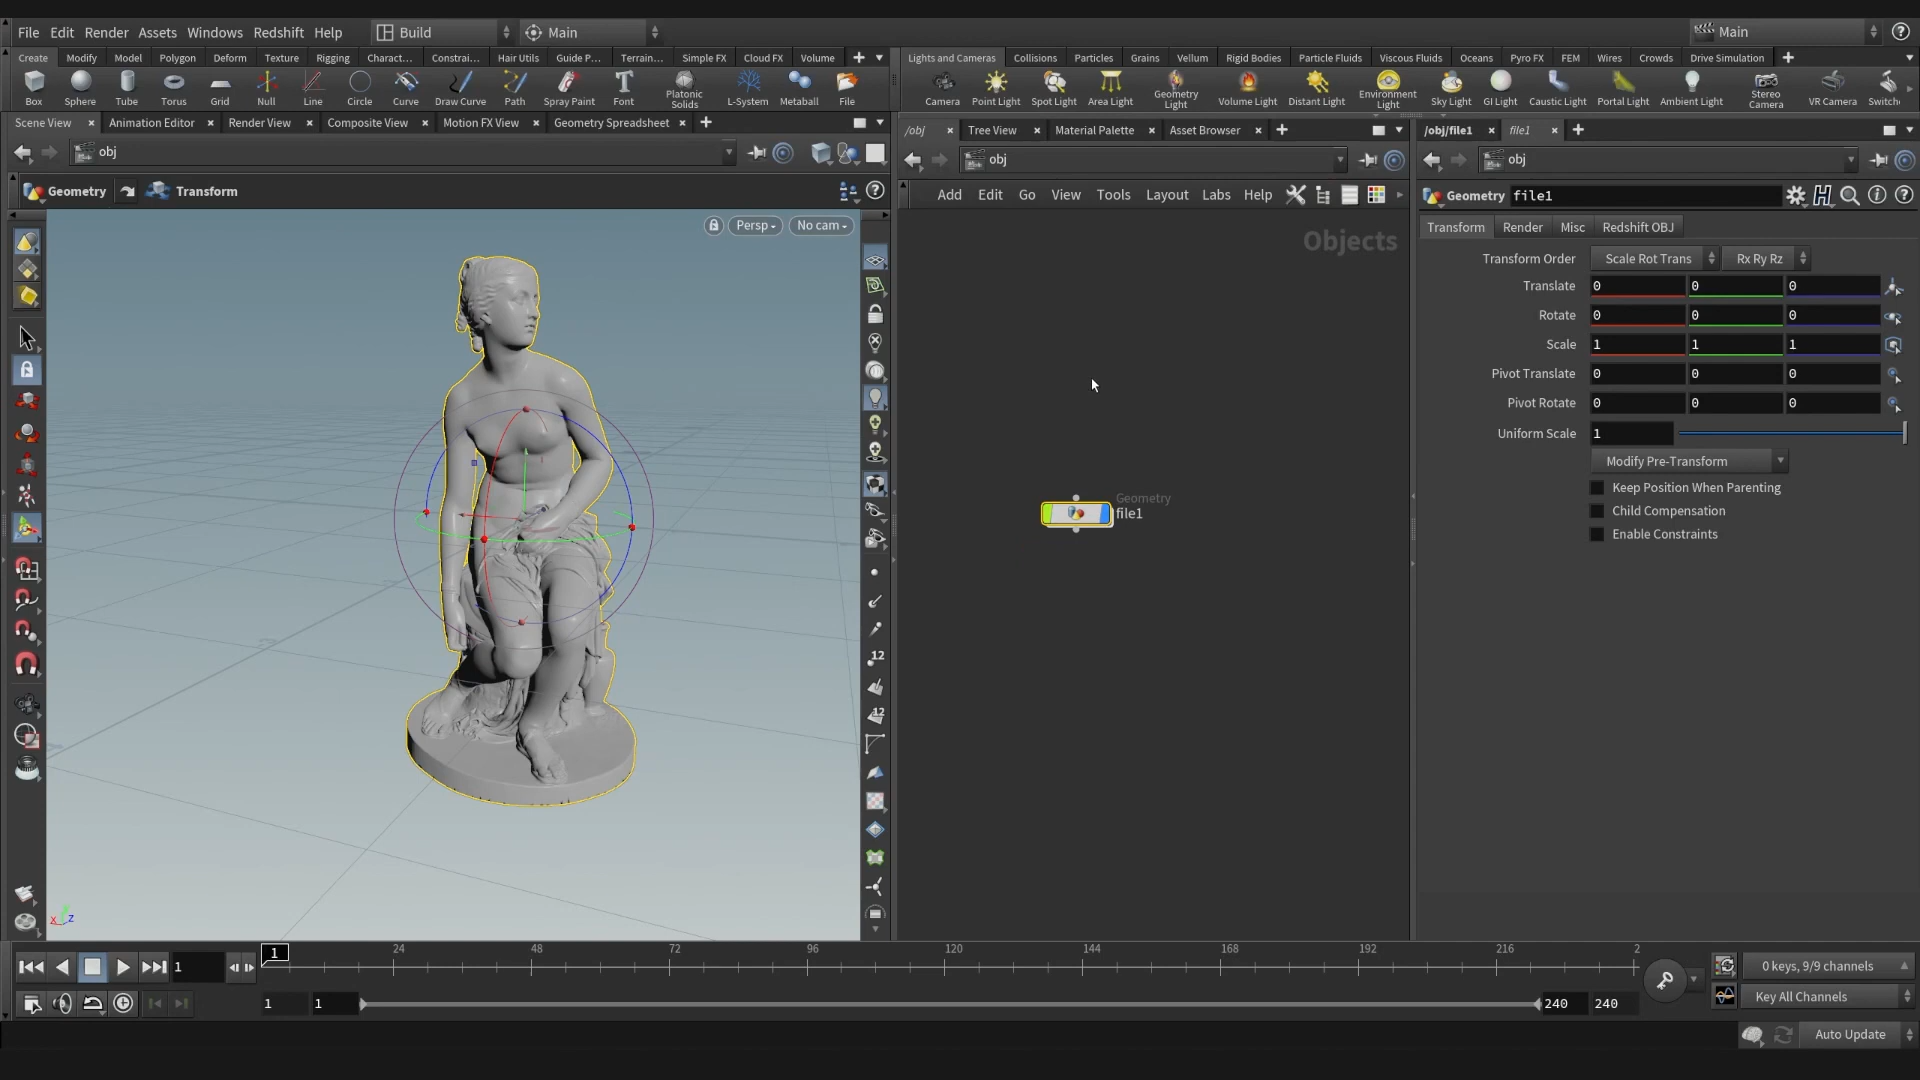 File Edit Render Assets Windows Redshift Help Build Main Main
Create Modify Model Polygon Deform Texture Rigging Charact... Constrai... Hair Utils Guide P... Terrain... Simple FX Cloud FX Volume
Lights and Cameras Collisions Particles Grains Vellum Rigid Bodies Particle Fluids Viscous Fluids Oceans Pyro FX FEM Wires Crowds Drive Simulation
Box Sphere Tube Torus Grid Null Line Circle Curve Draw Curve Path Spray Paint Font Platonic Solids L-System Metaball File
Camera Point Light Spot Light Area Light Geometry Light Volume Light Distant Light Environment Light Sky Light GI Light Caustic Light Portal Light Ambient Light Stereo Camera VR Camera Switch
Scene View Animation Editor Render View Composite View Motion FX View Geometry Spreadsheet
/obj Tree View Material Palette Asset Browser
/obj/file1 file1
obj
obj
obj
Geometry Transform
Add Edit Go View Tools Layout Labs Help
Geometry file1
Persp No cam
Objects
Transform Render Misc Redshift OBJ
Transform Order Scale Rot Trans Rx Ry Rz
Translate 0 0 0
Rotate 0 0 0
Scale 1 1 1
Pivot Translate 0 0 0
Pivot Rotate 0 0 0
Uniform Scale 1
Modify Pre-Transform
Keep Position When Parenting
Child Compensation
Enable Constraints
Geometry
file1
12
12
x y z
1 1 24 48 72 96 120 144 168 192 216 2
0 keys, 9/9 channels
1 1 240 240
Key All Channels
Auto Update